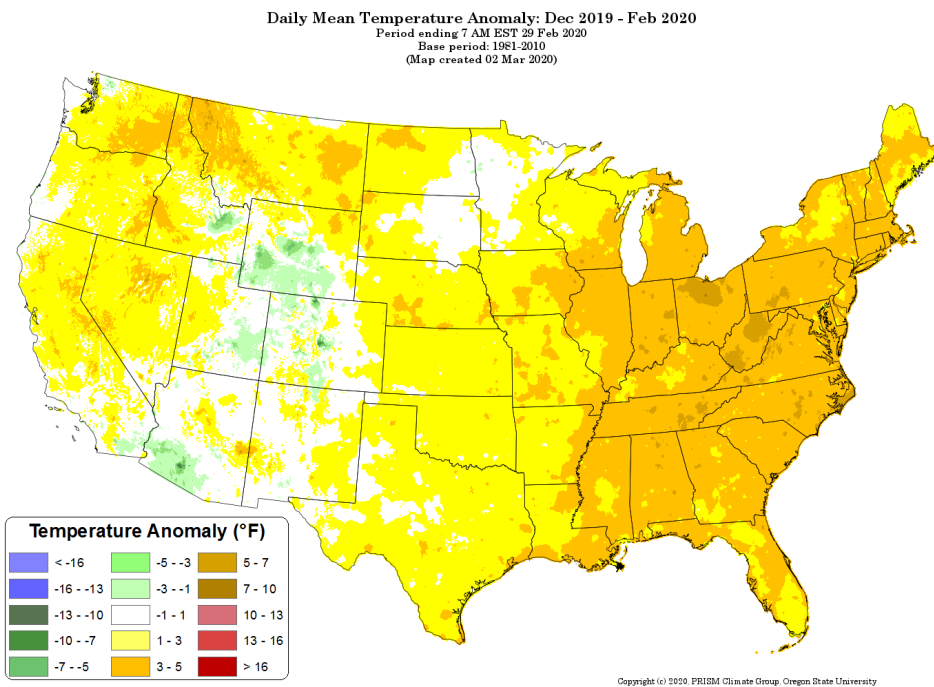 Daily Mean Temperature Anomaly: Dec 2019 - Feb 2020
Period ending 7 AM EST 29 Feb 2020
Base period: 1981-2010
(Map created 02 Mar 2020)
Temperature Anomaly (°F)
< -16
-16 - -13
-13 - -10
-10 - -7
-7 - -5
-5 - -3
-3 - -1
-1 - 1
1 - 3
3 - 5
5 - 7
7 - 10
10 - 13
13 - 16
> 16
Copyright (c) 2020, PRISM Climate Group, Oregon State University